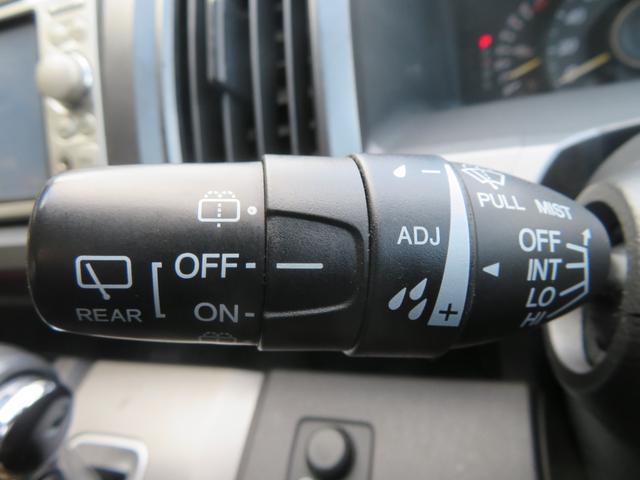 REAR
OFF
ON
ADJ
−
+
PULL MIST
OFF
INT
LO
HI